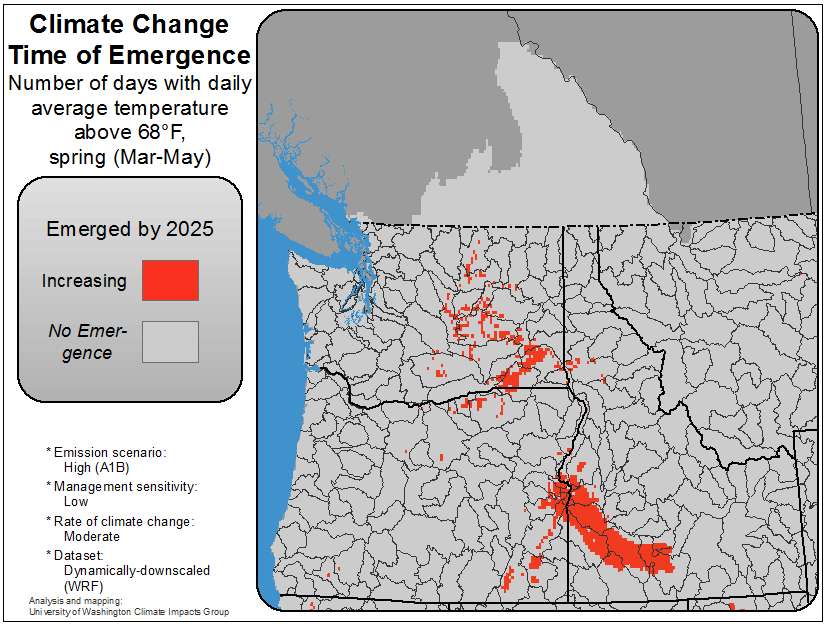 Climate Change
Time of Emergence
Number of days with daily
average temperature
above 68°F,
spring (Mar-May)
Emerged by 2025
Increasing
No Emer-
gence
* Emission scenario:
High (A1B)
* Management sensitivity:
Low
* Rate of climate change:
Moderate
* Dataset:
Dynamically-downscaled
(WRF)
Analysis and mapping:
University of Washington Climate Impacts Group